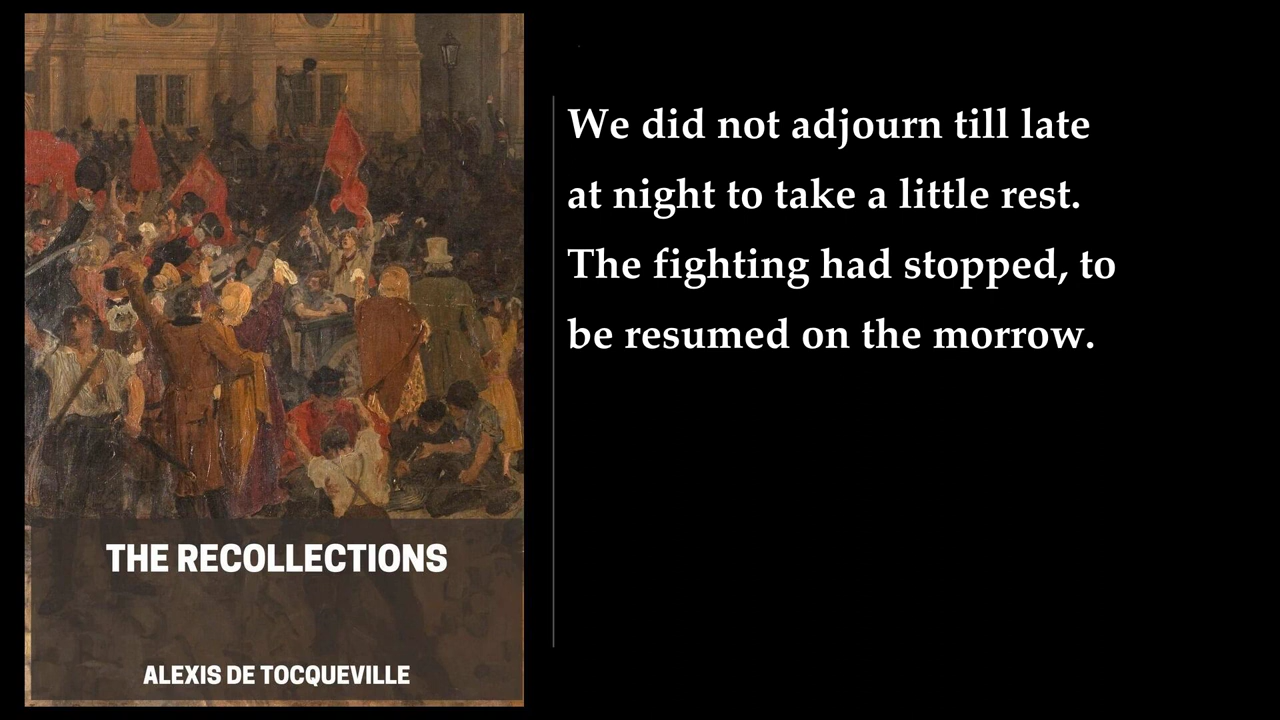 We did not adjourn till late
at night to take a little rest.
The fighting had stopped, to
be resumed on the morrow.
THE RECOLLECTIONS
ALEXIS DE TOCQUEVILLE